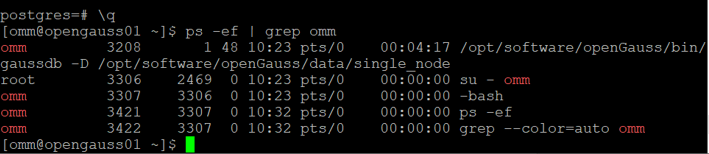 postgres=# \q
[omm@opengauss01 ~]$ ps -ef | grep omm
omm 3208 1 48 10:23 pts/0 00:04:17 /opt/software/openGauss/bin/
gaussdb -D /opt/software/openGauss/data/single_node
root 3306 2469 0 10:23 pts/0 00:00:00 su - omm
omm 3307 3306 0 10:23 pts/0 00:00:00 -bash
omm 3421 3307 0 10:32 pts/0 00:00:00 ps -ef
omm 3422 3307 0 10:32 pts/0 00:00:00 grep --color=auto omm
[omm@opengauss01 ~]$